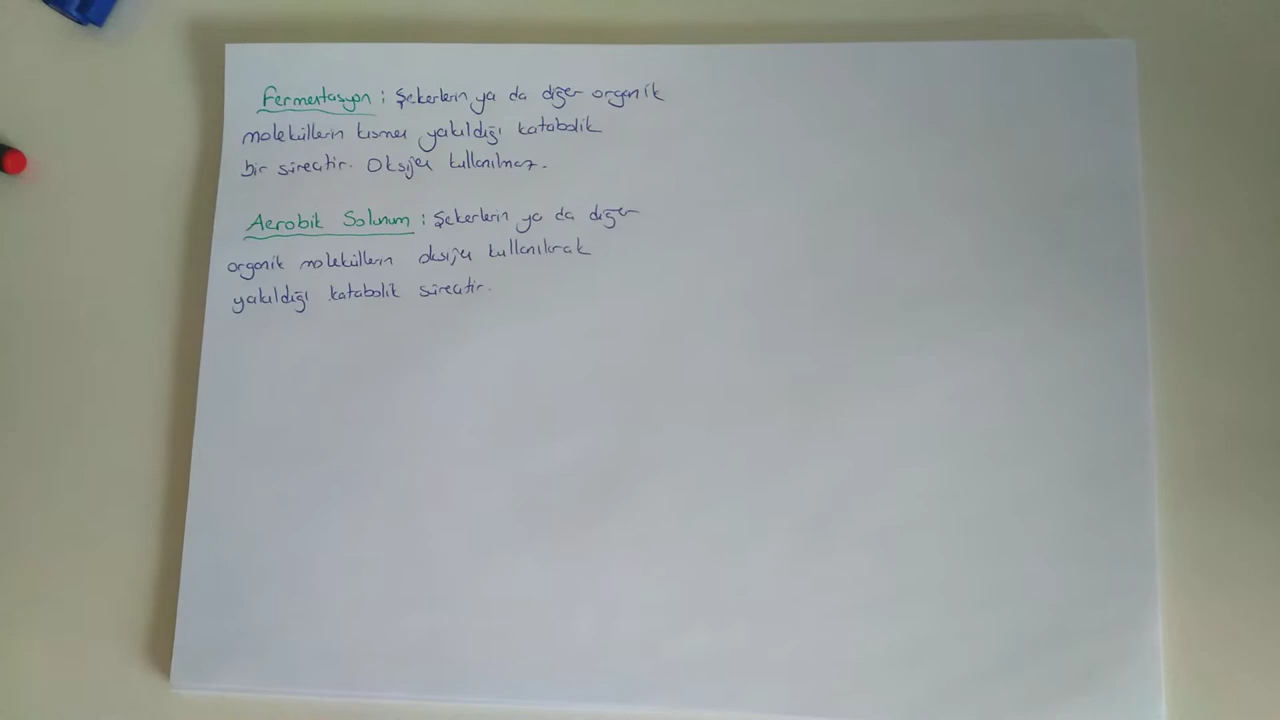 Fermentasyon : Şekerlerin ya da diğer organik
moleküllerin kısmen yakıldığı katabolik
bir süreçtir. Oksijen kullanılmaz.
Aerobik Solunum : Şekerlerin ya da diğer
organik moleküllerin oksijen kullanılarak
yakıldığı katabolik süreçtir.